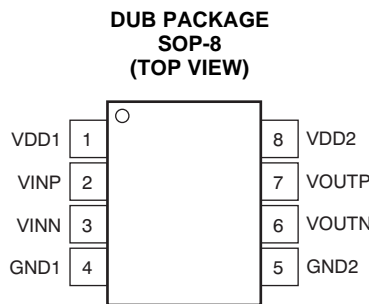 DUB PACKAGE
SOP-8
(TOP VIEW)
VDD1 1 8 VDD2
VINP 2 7 VOUTP
VINN 3 6 VOUTN
GND1 4 5 GND2